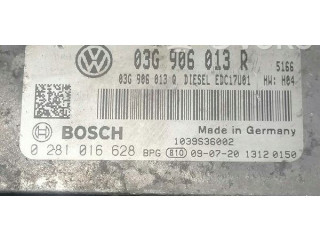 03G 906 013 R 5166
03G 906 013 R DIESEL EDC17U01 HW: H04
BOSCH
Made in Germany
1039S36002
0 281 016 628 BPG 810 09-07-20 1312 0150